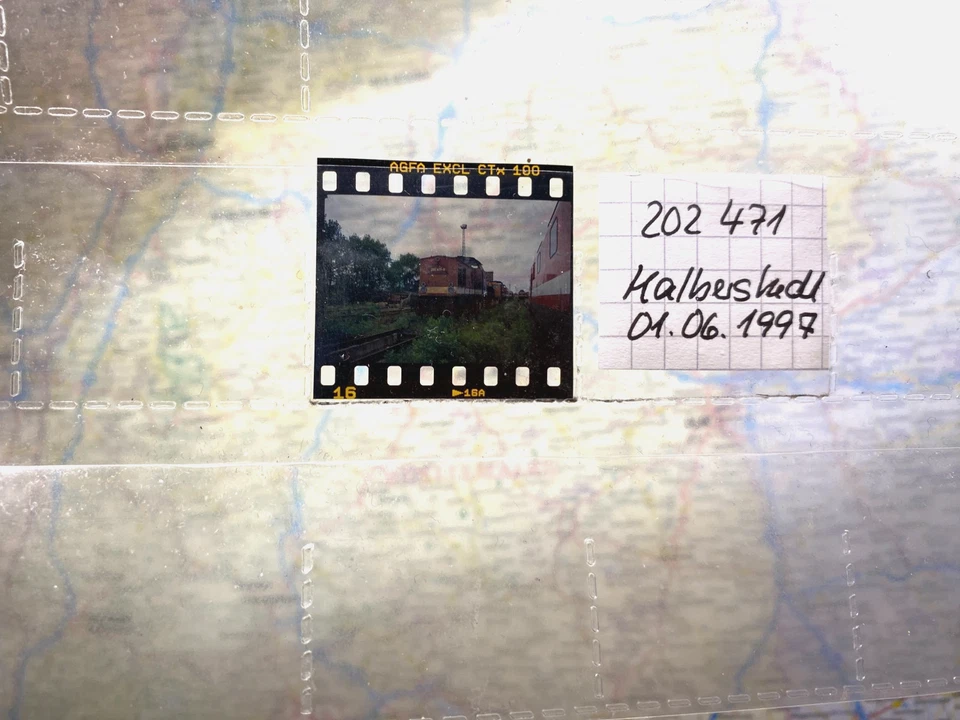 AGFA EXCL CTx 100
16
▶16A
202 471
Halberstadt
01.06.1997